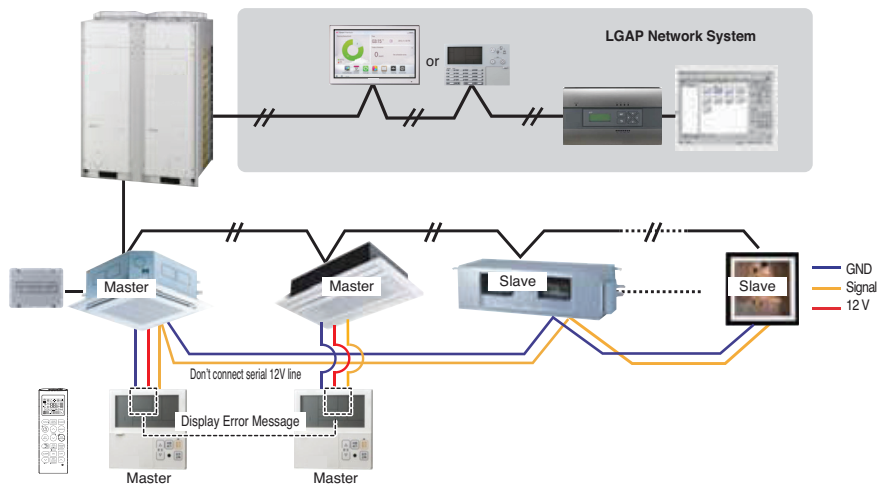 LGAP Network System
or
Master
Master
Slave
Slave
GND
Signal
12 V
Don't connect serial 12V line
Display Error Message
Master
Master